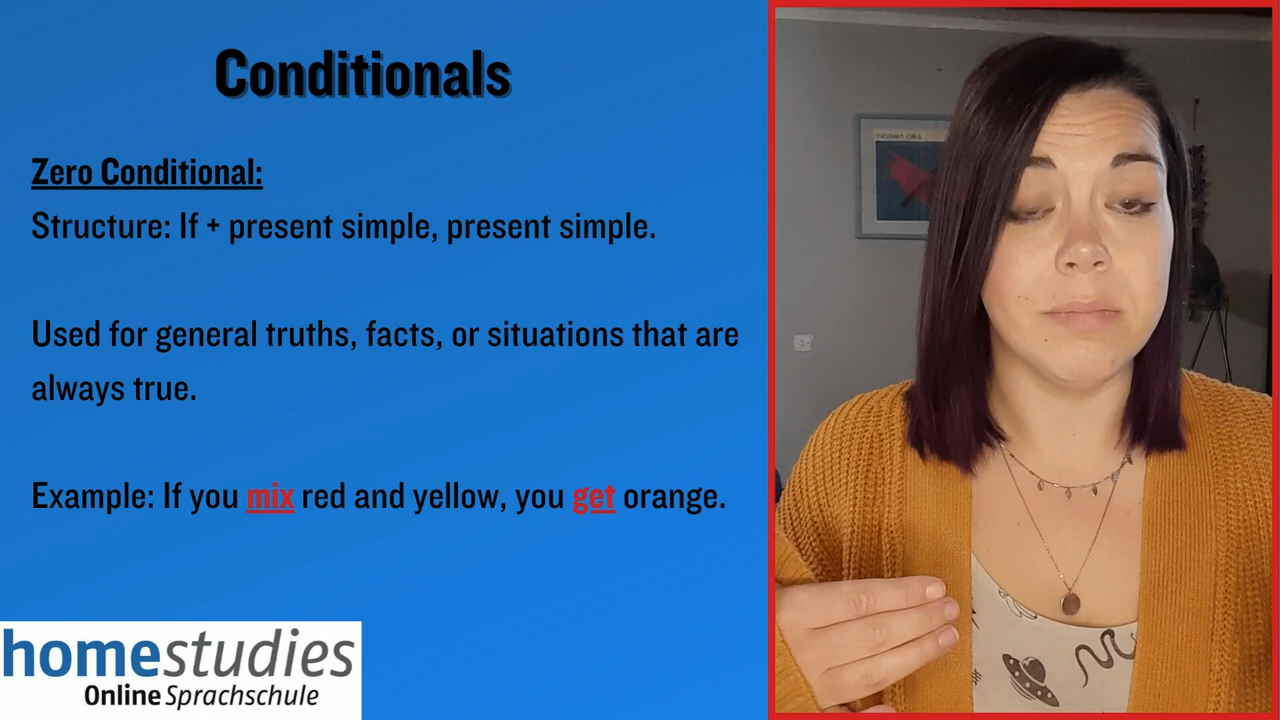 Conditionals
Zero Conditional:
Structure: If + present simple, present simple.
Used for general truths, facts, or situations that are
always true.
Example: If you mix red and yellow, you get orange.
homestudies
Online Sprachschule